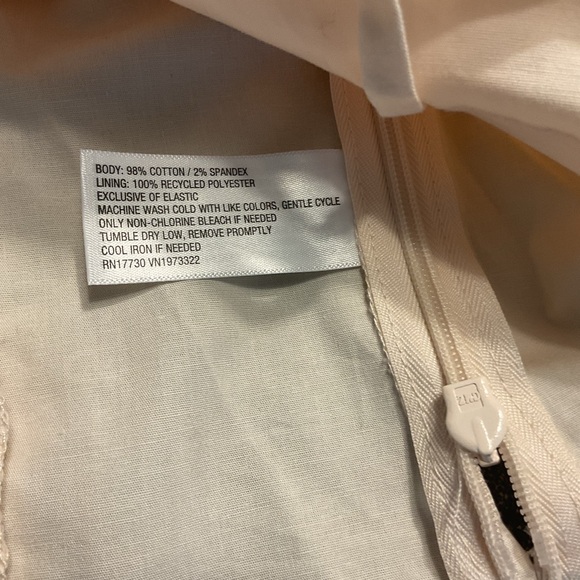 BODY: 98% COTTON / 2% SPANDEX
LINING: 100% RECYCLED POLYESTER
EXCLUSIVE OF ELASTIC
MACHINE WASH COLD WITH LIKE COLORS, GENTLE CYCLE
ONLY NON-CHLORINE BLEACH IF NEEDED
TUMBLE DRY LOW, REMOVE PROMPTLY
COOL IRON IF NEEDED
RN17730 VN1973322